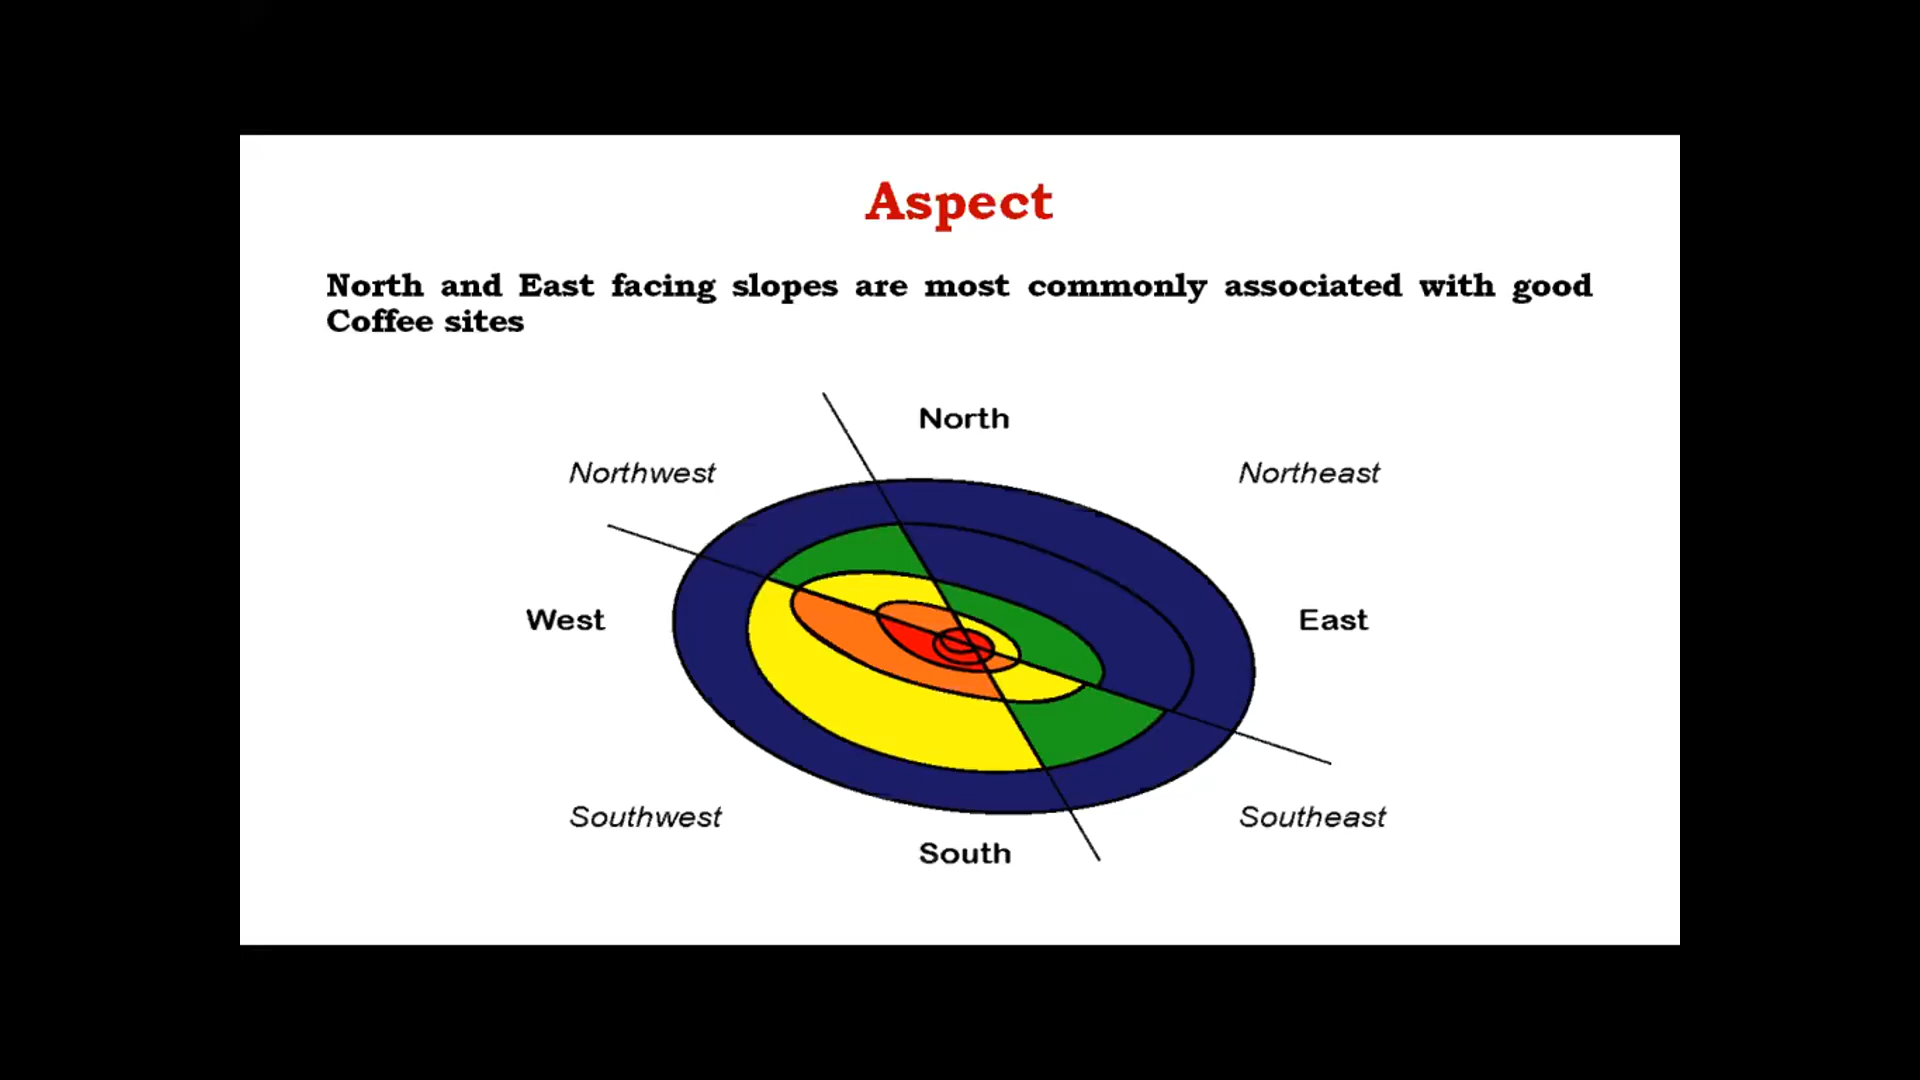 Aspect
North and East facing slopes are most commonly associated with good
Coffee sites
North
Northwest
Northeast
West
East
Southwest
Southeast
South